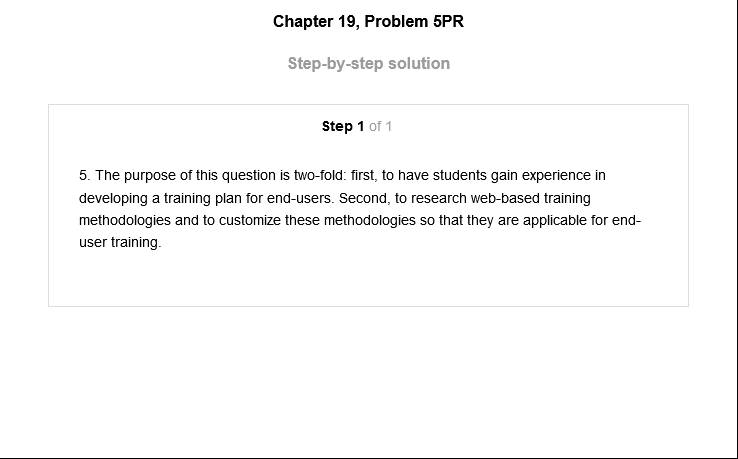 Chapter 19, Problem 5PR
Step-by-step solution
Step 1 of 1
5. The purpose of this question is two-fold: first, to have students gain experience in
developing a training plan for end-users. Second, to research web-based training
methodologies and to customize these methodologies so that they are applicable for end-
user training.